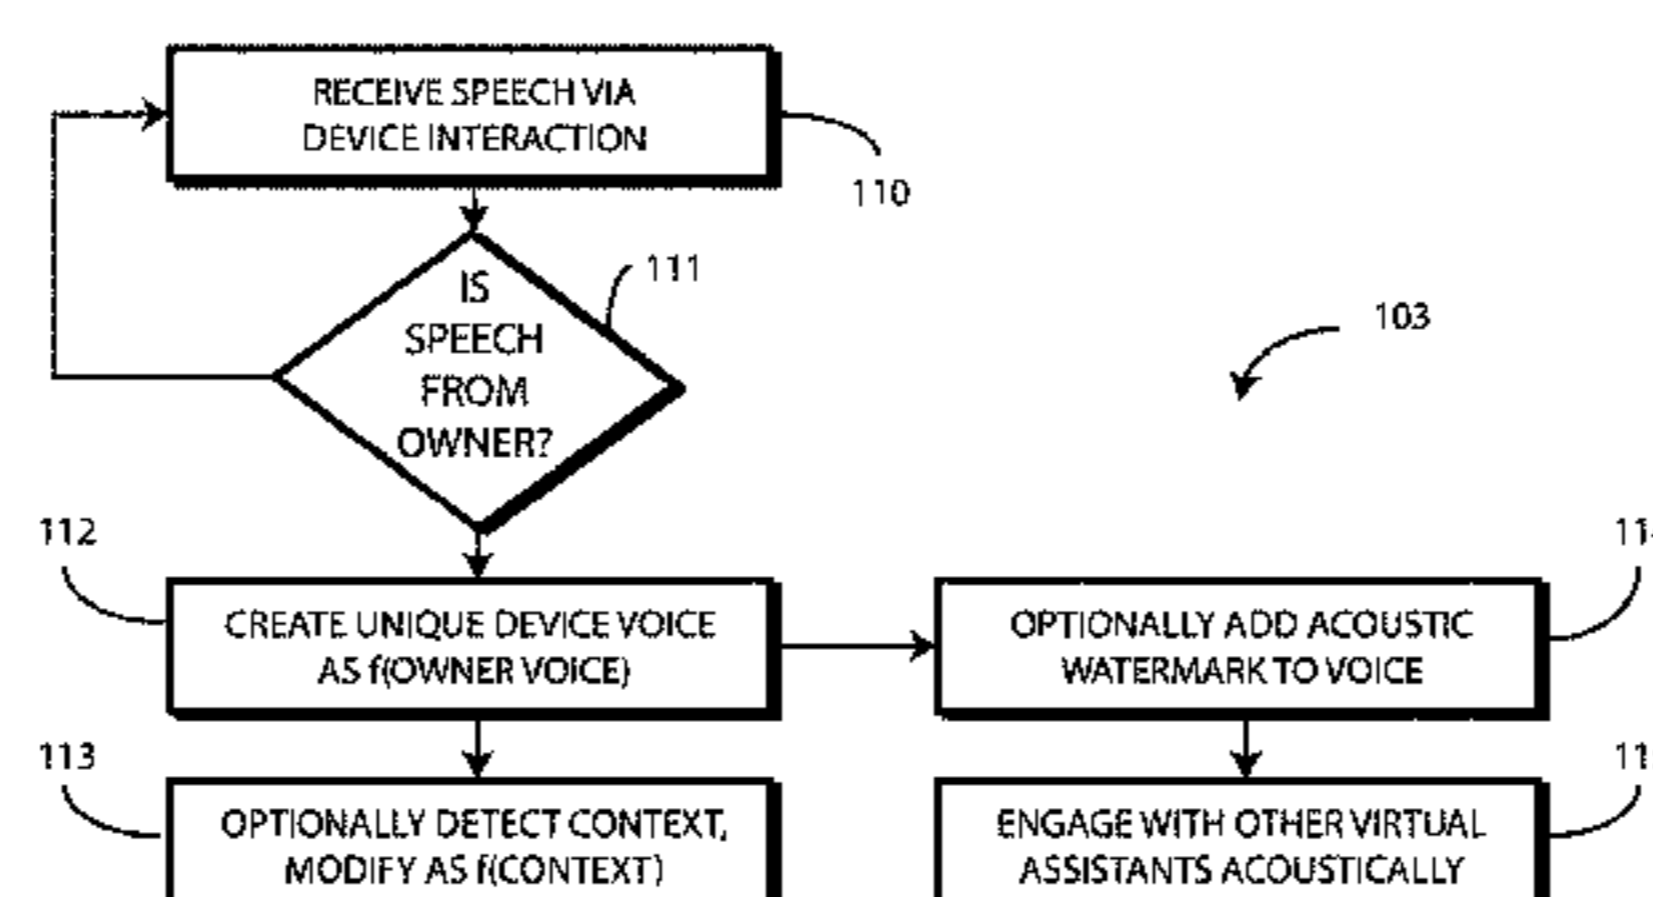 RECEIVE SPEECH VIA
DEVICE INTERACTION
110
IS
SPEECH
FROM
OWNER?
111
103
112
CREATE UNIQUE DEVICE VOICE
AS f(OWNER VOICE)
OPTIONALLY ADD ACOUSTIC
WATERMARK TO VOICE
113
OPTIONALLY DETECT CONTEXT,
MODIFY AS f(CONTEXT)
ENGAGE WITH OTHER VIRTUAL
ASSISTANTS ACOUSTICALLY